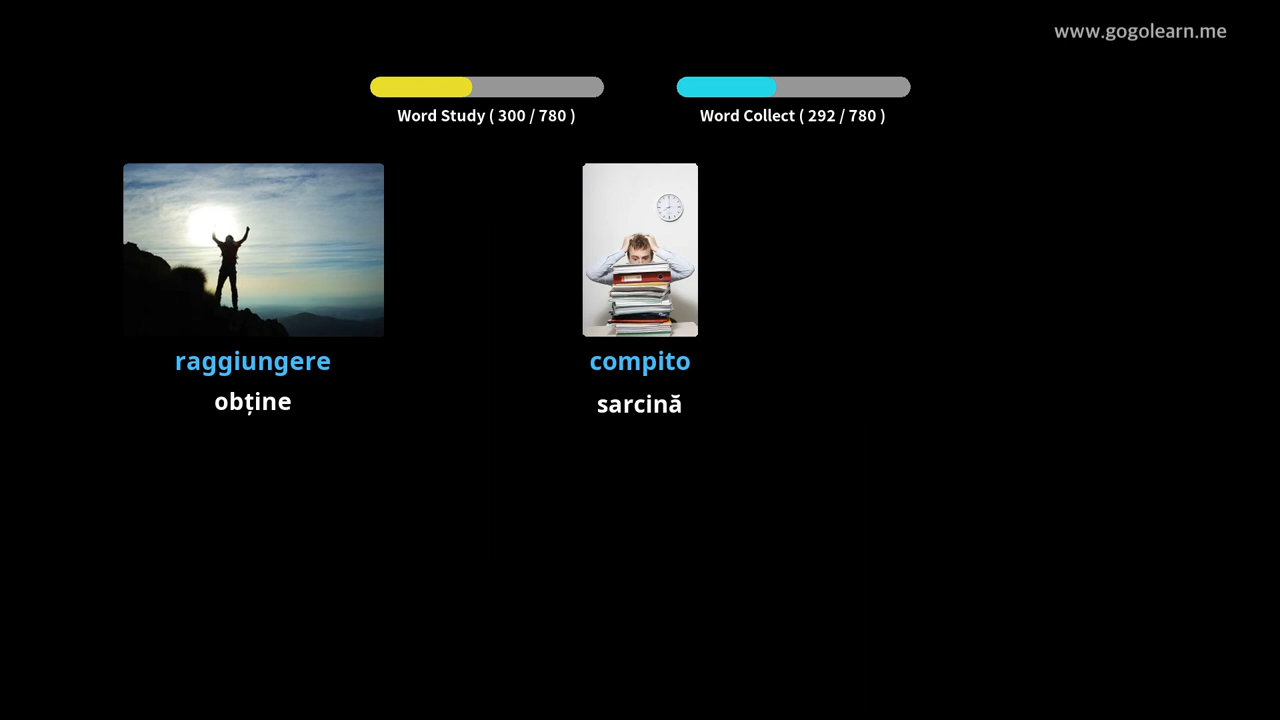 www.gogolearn.me
Word Study ( 300 / 780 )
Word Collect ( 292 / 780 )
raggiungere
compito
obține
sarcină